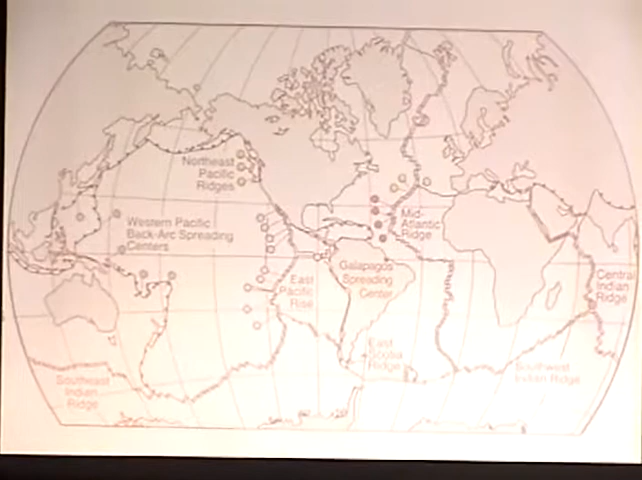 Northeast
Pacific
Ridges
Western Pacific
Back-Arc Spreading
Centers
Mid-
Atlantic
Ridge
Galapagos
Spreading
Center
East
Pacific
Rise
Central
Indian
Ridge
East
Scotia
Ridge
Southwest
Indian Ridge
Southeast
Indian
Ridge